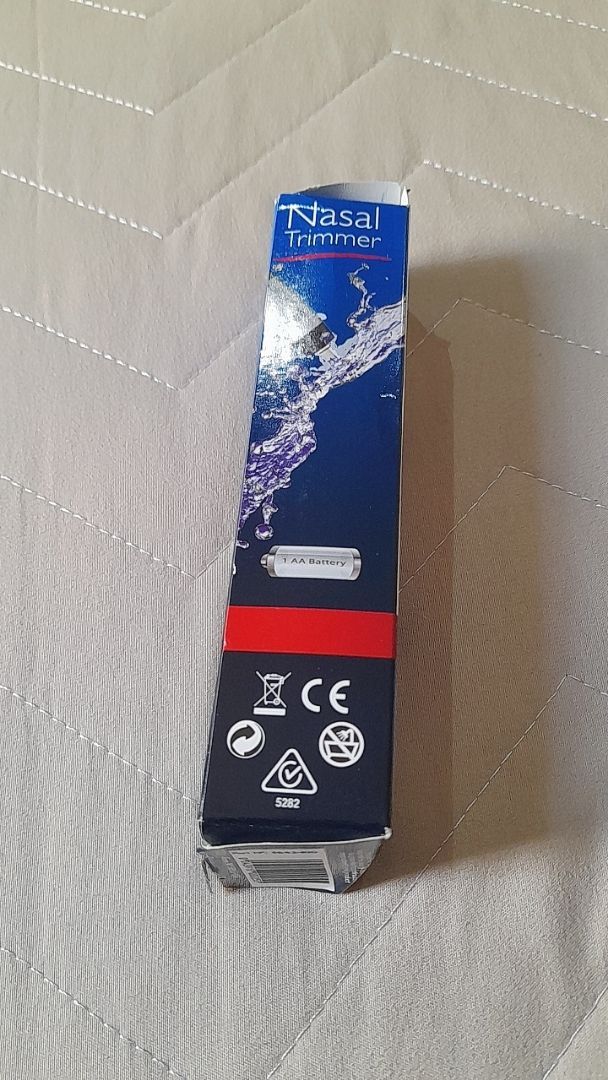 Nasal
Trimmer
1 AA Battery
CE
5282